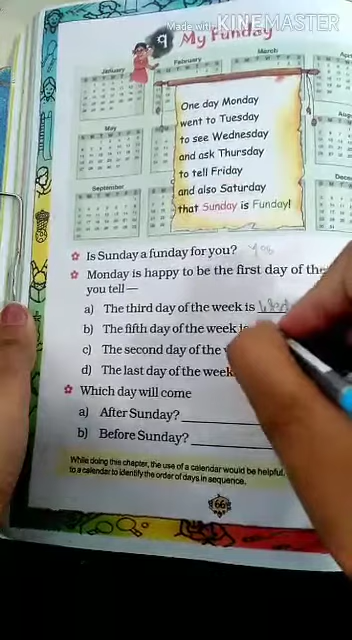 Made with KINEMASTER
9 My Funday
January
February
March
May
September
One day Monday
went to Tuesday
to see Wednesday
and ask Thursday
to tell Friday
and also Saturday
that Sunday is Funday!
Is Sunday a funday for you? yes
Monday is happy to be the first day of the
you tell—
a) The third day of the week is
b) The fifth day of the week is
c) The second day of the
d) The last day of the week
Which day will come
a) After Sunday?
b) Before Sunday?
While doing this chapter, the use of a calendar would be helpful.
to a calendar to identify the order of days in sequence.
66